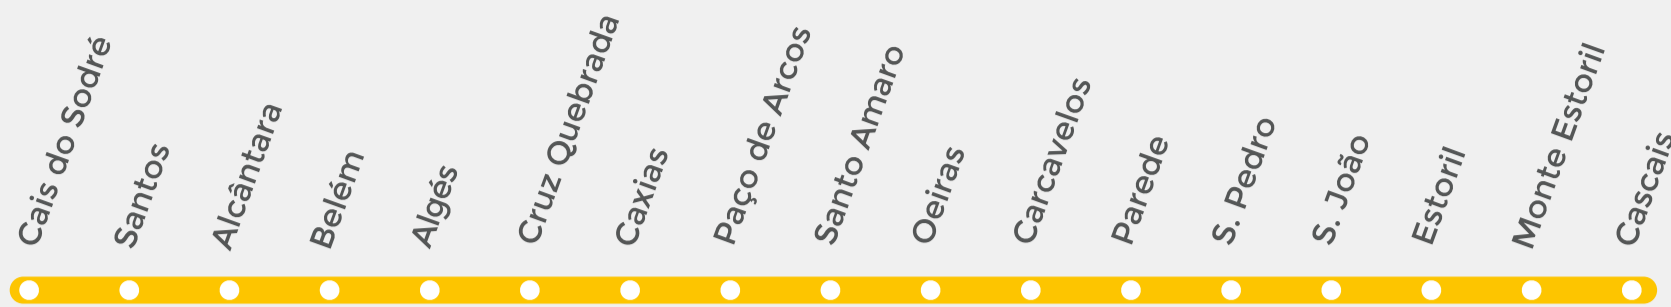 Cais do Sodré
Santos
Alcântara
Belém
Algés
Cruz Quebrada
Caxias
Paço de Arcos
Santo Amaro
Oeiras
Carcavelos
Parede
S. Pedro
S. João
Estoril
Monte Estoril
Cascais